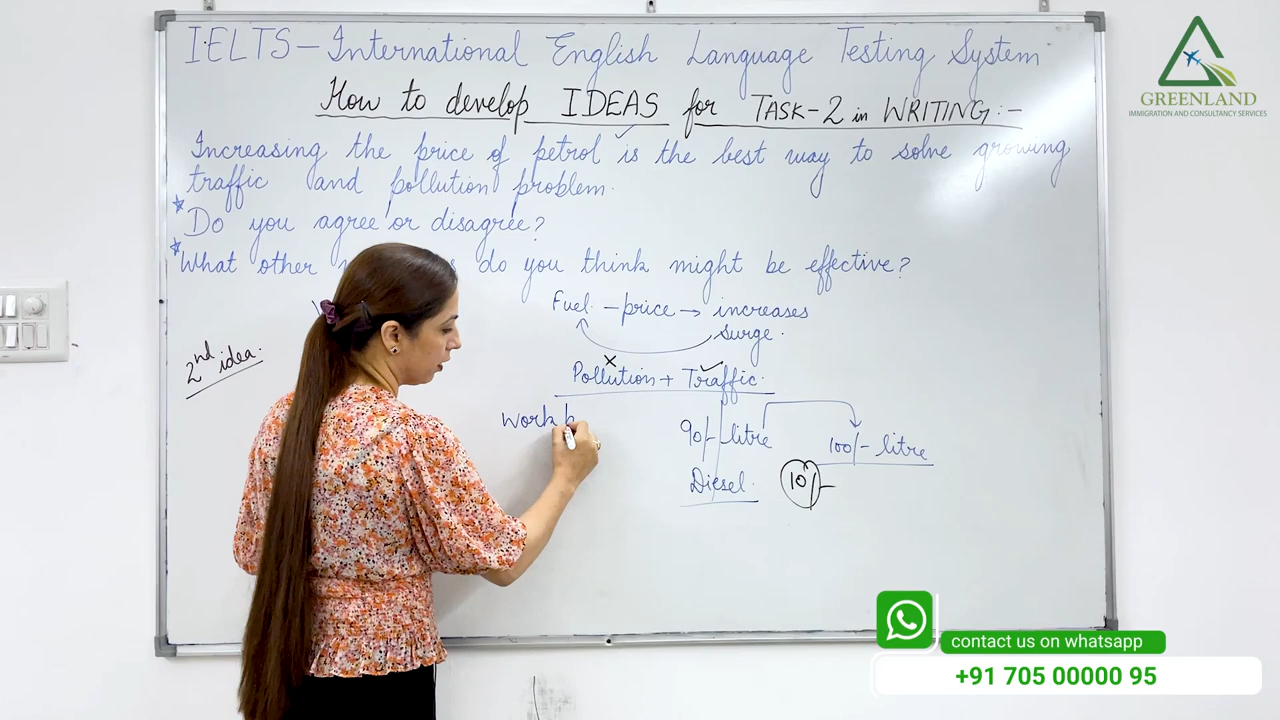 IELTS – International English Language Testing System
How to develop IDEAS for TASK-2 in WRITING:-
Increasing the price of petrol is the best way to solve growing
traffic and pollution problem.
Do you agree or disagree?
What other do you think might be effective?
Fuel. – price → increases
surge.
2nd idea.
Pollution + Traffic.
Work
90/- litre
100/- litre
Diesel.
10/-
GREENLAND
IMMIGRATION AND CONSULTANCY SERVICES
contact us on whatsapp
+91 705 00000 95